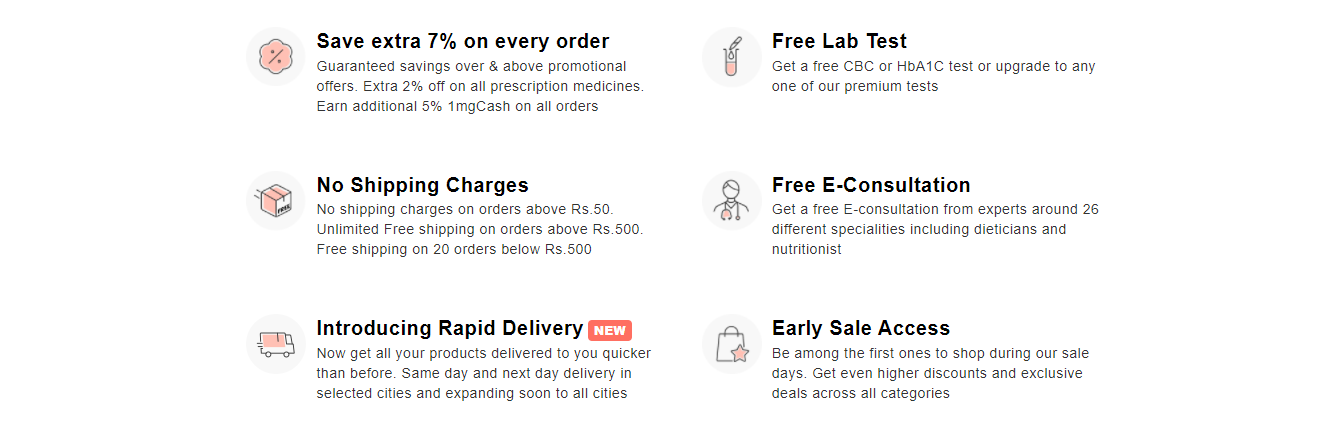 Save extra 7% on every order
Guaranteed savings over & above promotional
offers. Extra 2% off on all prescription medicines.
Earn additional 5% 1mgCash on all orders
Free Lab Test
Get a free CBC or HbA1C test or upgrade to any
one of our premium tests
FREE
No Shipping Charges
No shipping charges on orders above Rs.50.
Unlimited Free shipping on orders above Rs.500.
Free shipping on 20 orders below Rs.500
Free E-Consultation
Get a free E-consultation from experts around 26
different specialities including dieticians and
nutritionist
Introducing Rapid Delivery NEW
Now get all your products delivered to you quicker
than before. Same day and next day delivery in
selected cities and expanding soon to all cities
Early Sale Access
Be among the first ones to shop during our sale
days. Get even higher discounts and exclusive
deals across all categories